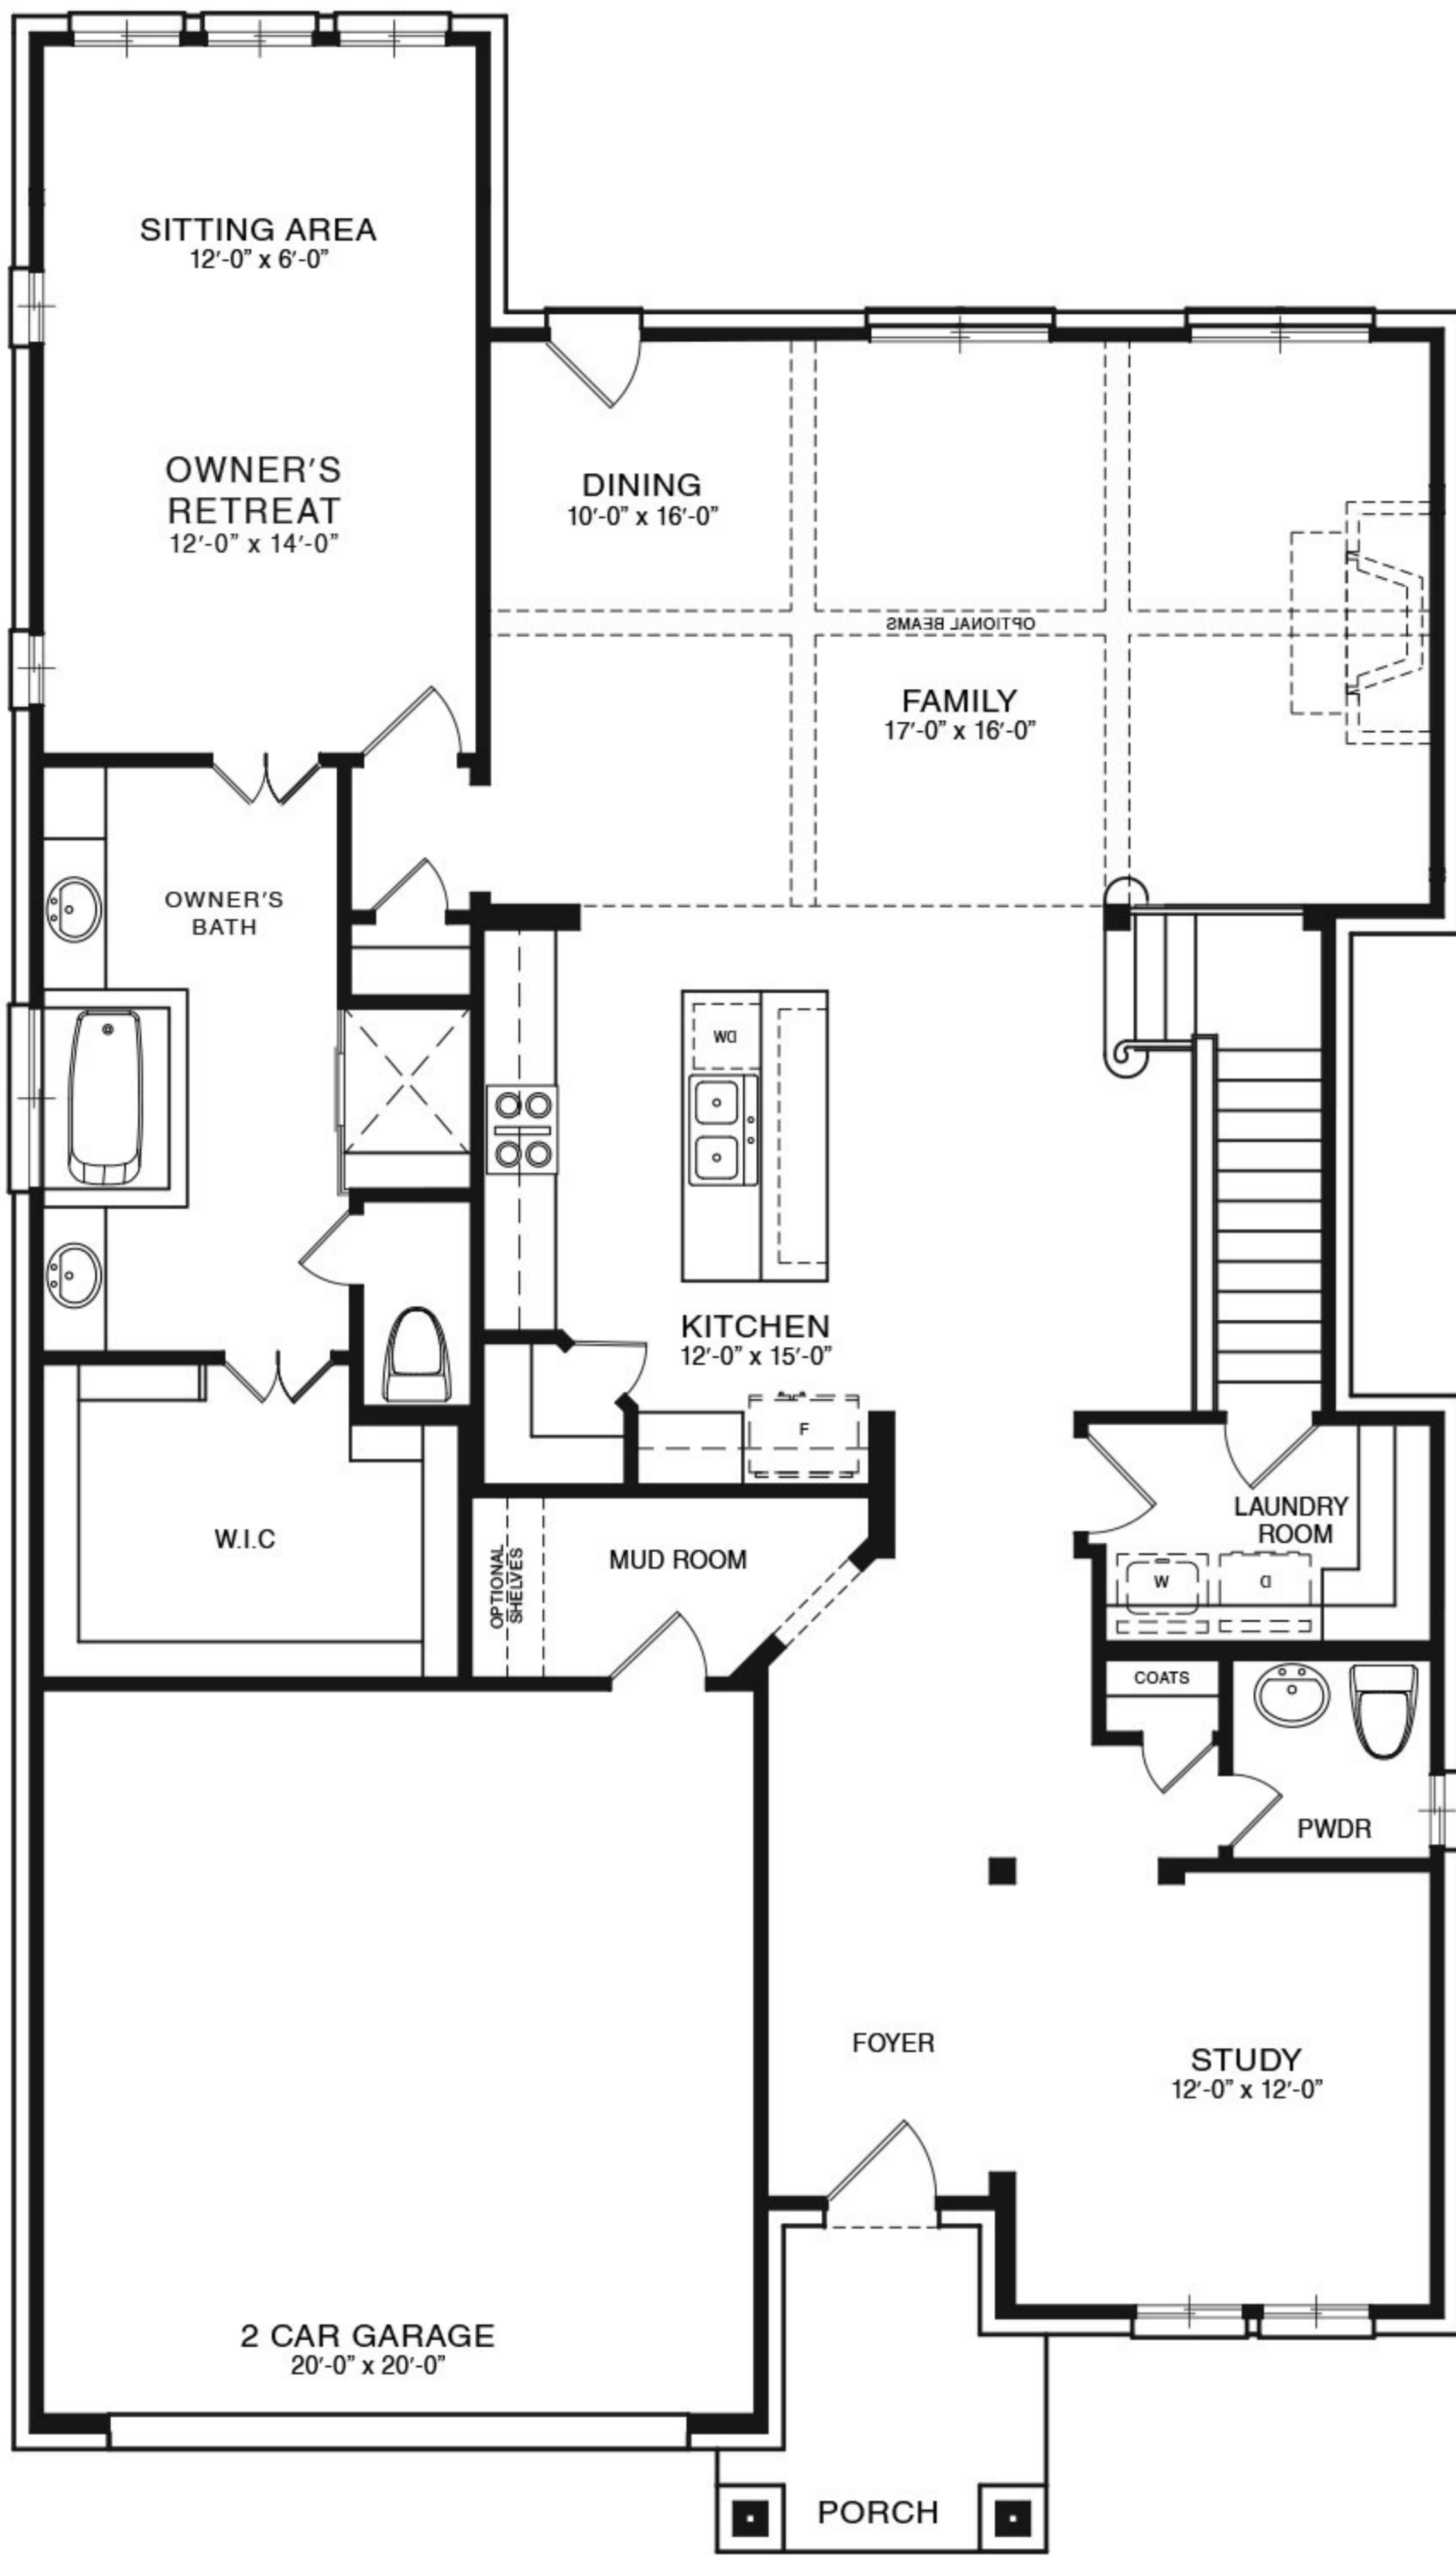 SITTING AREA
12'-0" x 6'-0"
OWNER'S
RETREAT
12'-0" x 14'-0"
DINING
10'-0" x 16'-0"
OPTIONAL BEAMS
FAMILY
17'-0" x 16'-0"
OWNER'S
BATH
DW
KITCHEN
12'-0" x 15'-0"
F
W.I.C
OPTIONAL
SHELVES
MUD ROOM
LAUNDRY
ROOM
W
D
COATS
PWDR
FOYER
STUDY
12'-0" x 12'-0"
2 CAR GARAGE
20'-0" x 20'-0"
PORCH